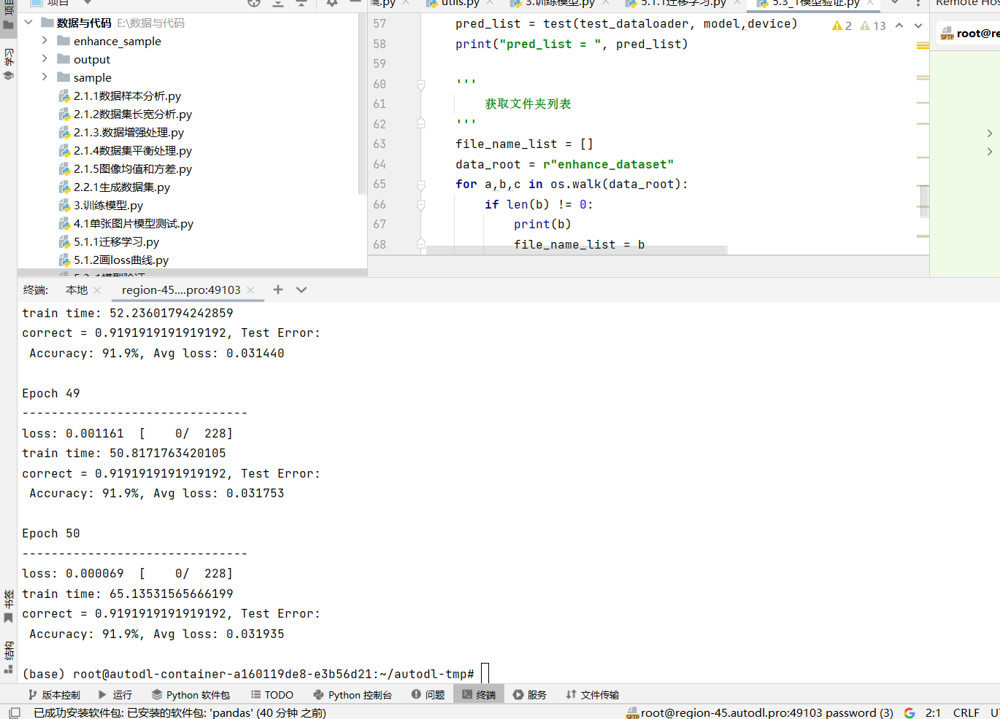 项目
数据与代码 E:\数据与代码
enhance_sample
output
sample
2.1.1数据样本分析.py
2.1.2数据集长宽分析.py
2.1.3.数据增强处理.py
2.1.4数据集平衡处理.py
2.1.5图像均值和方差.py
2.2.1生成数据集.py
3.训练模型.py
4.1单张图片模型测试.py
5.1.1迁移学习.py
5.1.2画loss曲线.py
集.py utils.py 3.训练模型.py 5.1.1迁移学习.py 5.3_1模型验证.py Remote Hos
2 13
root@re
57 pred_list = test(test_dataloader, model,device)
58 print("pred_list = ", pred_list)
59
60 '''
61 获取文件夹列表
62 '''
63 file_name_list = []
64 data_root = r"enhance_dataset"
65 for a,b,c in os.walk(data_root):
66 if len(b) != 0:
67 print(b)
68 file_name_list = b
项目
学习
书签
结构
终端: 本地 region-45....pro:49103
train time: 52.23601794242859
correct = 0.9191919191919192, Test Error:
Accuracy: 91.9%, Avg loss: 0.031440
Epoch 49
-------------------------------
loss: 0.001161 [ 0/ 228]
train time: 50.8171763420105
correct = 0.9191919191919192, Test Error:
Accuracy: 91.9%, Avg loss: 0.031753
Epoch 50
-------------------------------
loss: 0.000069 [ 0/ 228]
train time: 65.13531565666199
correct = 0.9191919191919192, Test Error:
Accuracy: 91.9%, Avg loss: 0.031935
(base) root@autodl-container-a160119de8-e3b56d21:~/autodl-tmp#
版本控制 运行 Python 软件包 TODO Python 控制台 问题 终端 服务 文件传输
已成功安装软件包: 已安装的软件包: 'pandas' (40 分钟 之前) SFTP root@region-45.autodl.pro:49103 password (3) 2:1 CRLF U